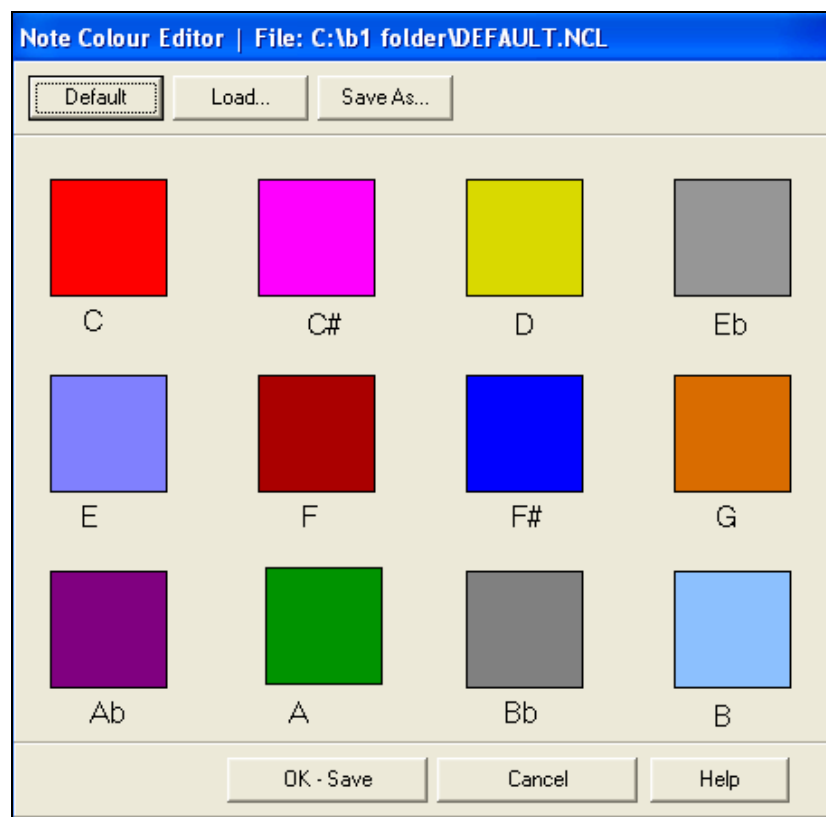 Note Colour Editor | File: C:\b1 folder\DEFAULT.NCL
Default Load... Save As...
C C# D Eb
E F F# G
Ab A Bb B
OK - Save Cancel Help